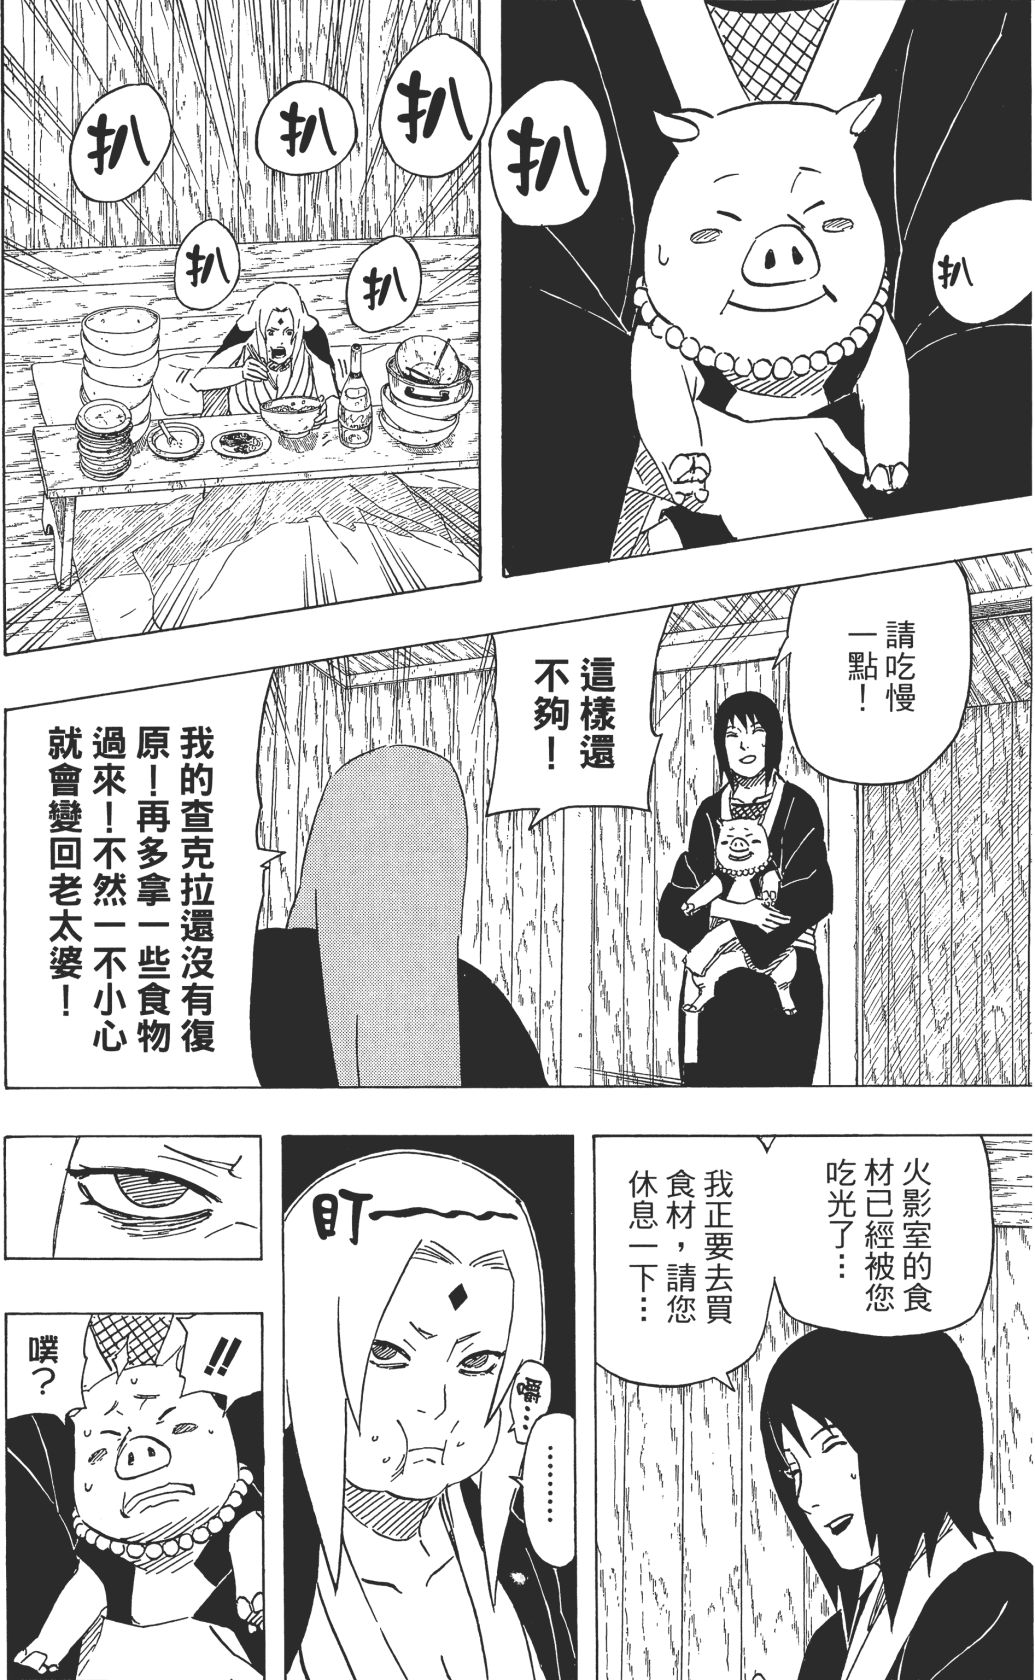 扒
扒
扒
扒
扒
扒
扒
請吃慢
一點！
這樣還
不夠！
我的查克拉還沒有復
原！再多拿一些食物
過來！不然一不小心
就會變回老太婆！
火影室的食
材已經被您
吃光了…
我正要去買
食材，請您
休息一下…
嚼…
………
盯
!!
噗？